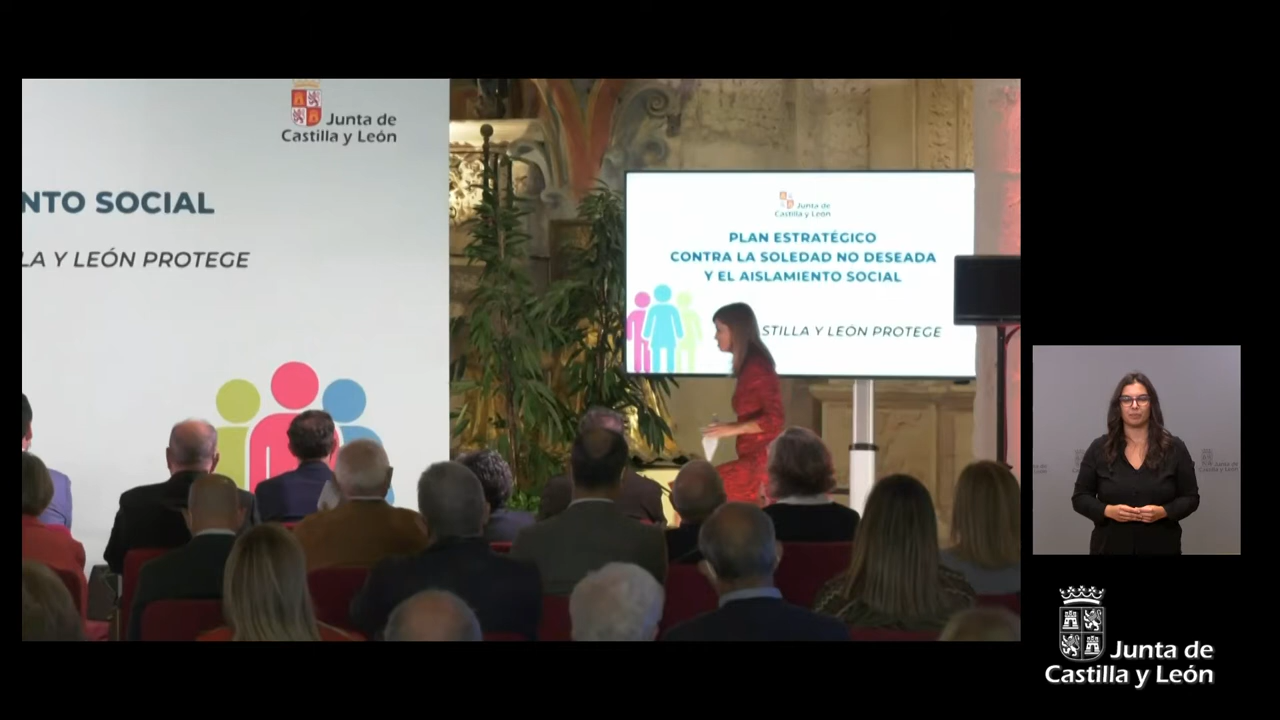 Junta de
Castilla y León
NTO SOCIAL
LA Y LEÓN PROTEGE
Junta de
Castilla y León
PLAN ESTRATÉGICO
CONTRA LA SOLEDAD NO DESEADA
Y EL AISLAMIENTO SOCIAL
STILLA Y LEÓN PROTEGE
Junta de
Castilla y León